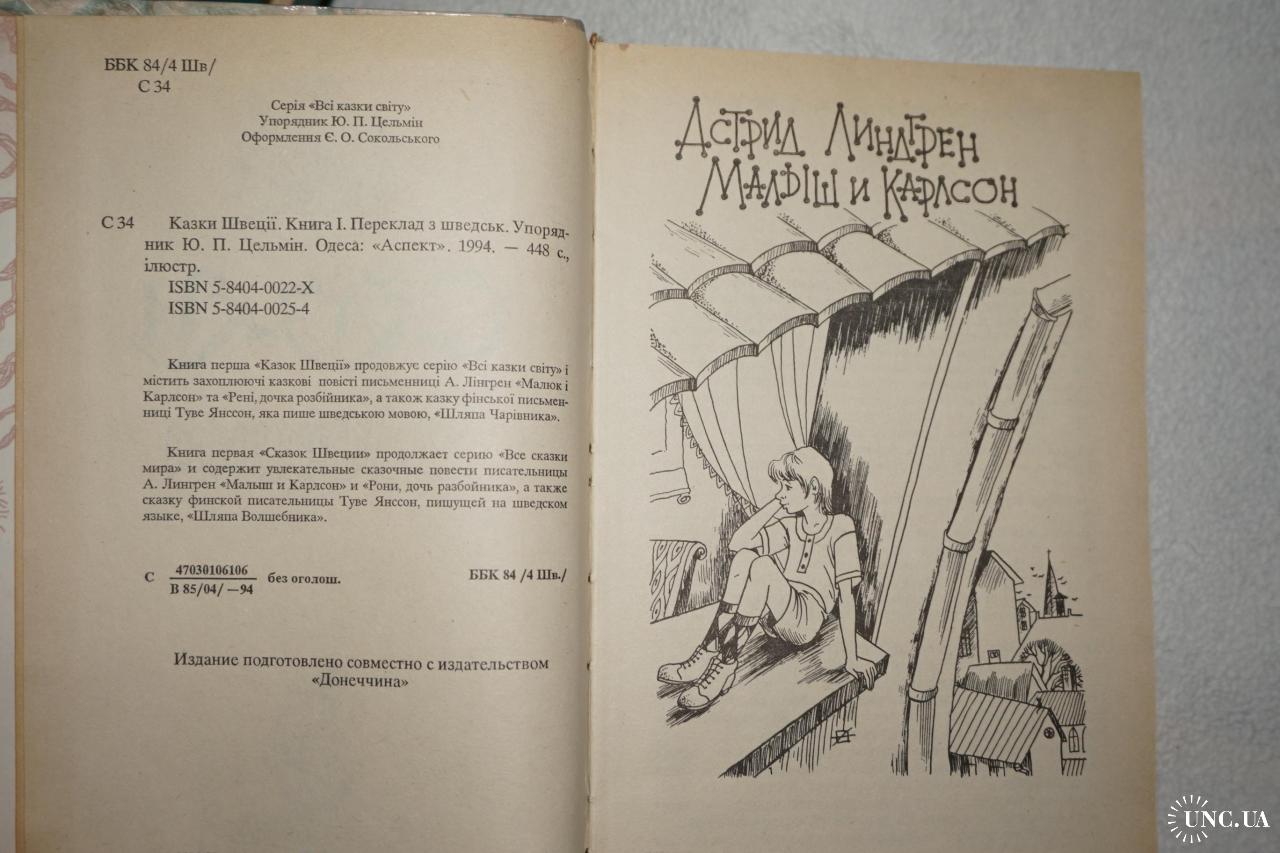 ББК 84/4 Шв/
С 34
Серія «Всі казки світу»
Упорядник Ю. П. Цельмін
Оформлення Є. О. Сокольського
С 34 Казки Швеції. Книга І. Переклад з шведськ. Упоряд-
ник Ю. П. Цельмін. Одеса: «Аспект». 1994. — 448 с.,
ілюстр.
ISBN 5-8404-0022-X
ISBN 5-8404-0025-4
Книга перша «Казок Швеції» продовжує серію «Всі казки світу» і
містить захоплюючі казкові повісті письменниці А. Лінгрен «Малюк і
Карлсон» та «Рені, дочка розбійника», а також казку фінської письмен-
ниці Туве Янссон, яка пише шведською мовою, «Шляпа Чарівника».
Книга первая «Сказок Швеции» продолжает серию «Все сказки
мира» и содержит увлекательные сказочные повести писательницы
А. Лингрен «Малыш и Карлсон» и «Рони, дочь разбойника», а также
сказку финской писательницы Туве Янссон, пишущей на шведском
языке, «Шляпа Волшебника».
С 47030106106 без оголош. ББК 84 /4 Шв./
В 85/04/ —94
Издание подготовлено совместно с издательством
«Донеччина»
Астрид Линдгрен
Малыш и Карлсон
UNC.UA